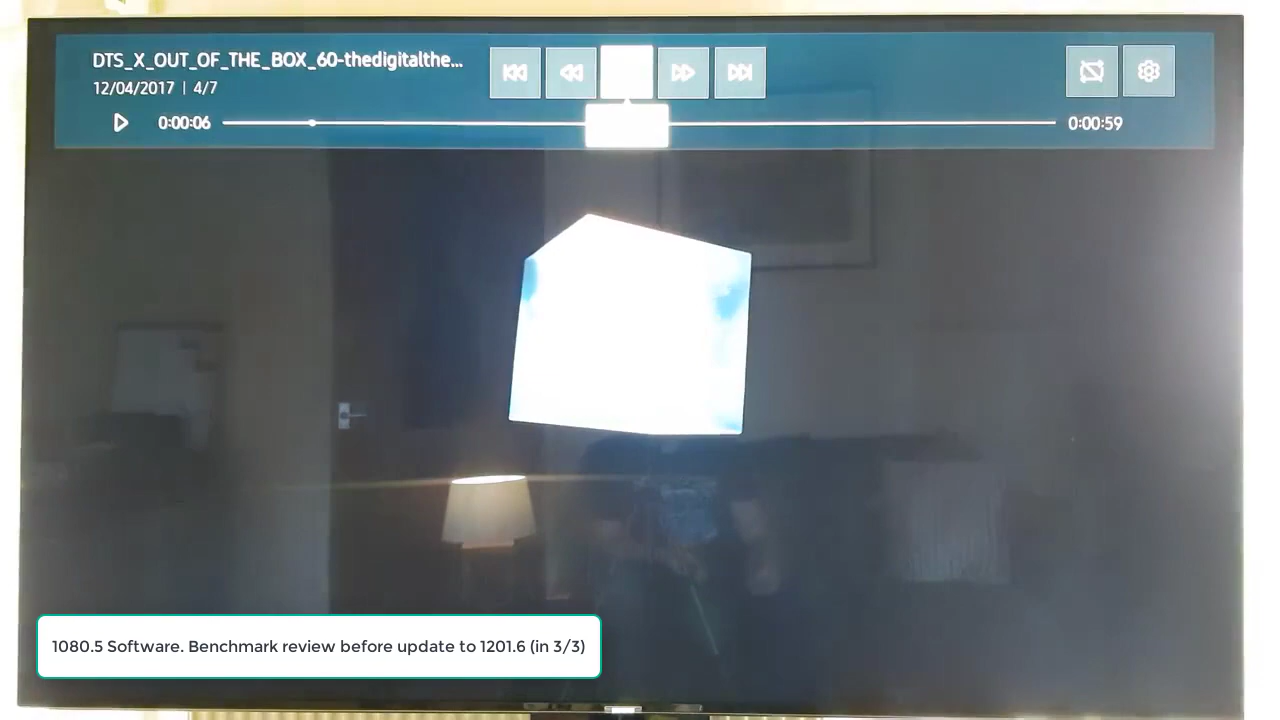 DTS_X_OUT_OF_THE_BOX_60-thedigitalthe...
12/04/2017 | 4/7
0:00:06
0:00:59
1080.5 Software. Benchmark review before update to 1201.6 (in 3/3)